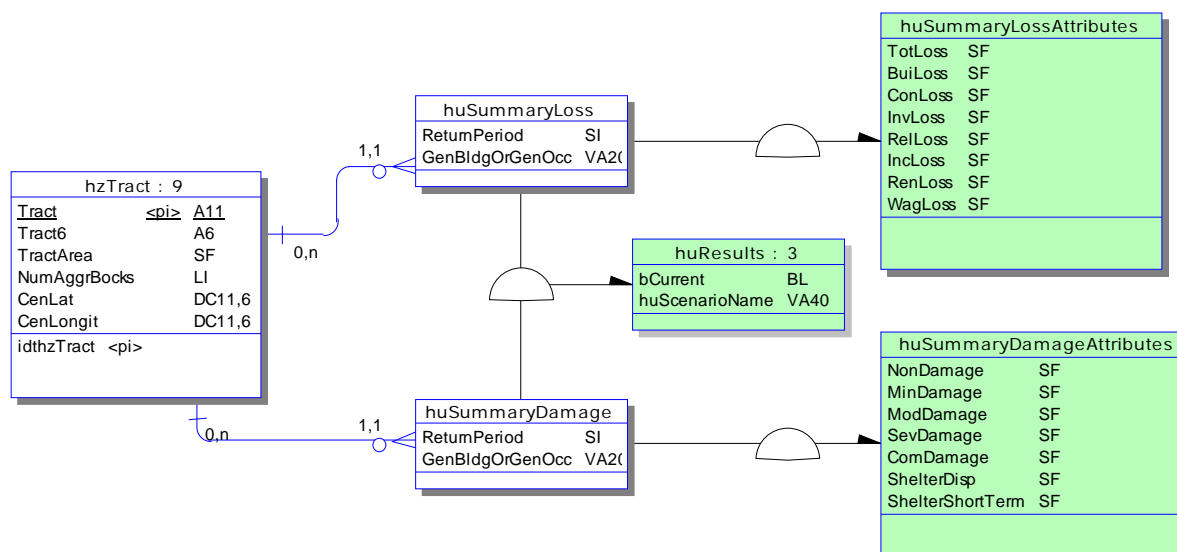 huSummaryLossAttributes
TotLoss SF
BuiLoss SF
ConLoss SF
InvLoss SF
RelLoss SF
IncLoss SF
RenLoss SF
WagLoss SF
huSummaryLoss
ReturnPeriod SI
GenBldgOrGenOcc VA20
1,1
0,n
hzTract : 9
Tract <pi> A11
Tract6 A6
TractArea SF
NumAggrBocks LI
CenLat DC11,6
CenLongit DC11,6
idthzTract <pi>
huResults : 3
bCurrent BL
huScenarioName VA40
0,n
1,1
huSummaryDamage
ReturnPeriod SI
GenBldgOrGenOcc VA20
huSummaryDamageAttributes
NonDamage SF
MinDamage SF
ModDamage SF
SevDamage SF
ComDamage SF
ShelterDisp SF
ShelterShortTerm SF